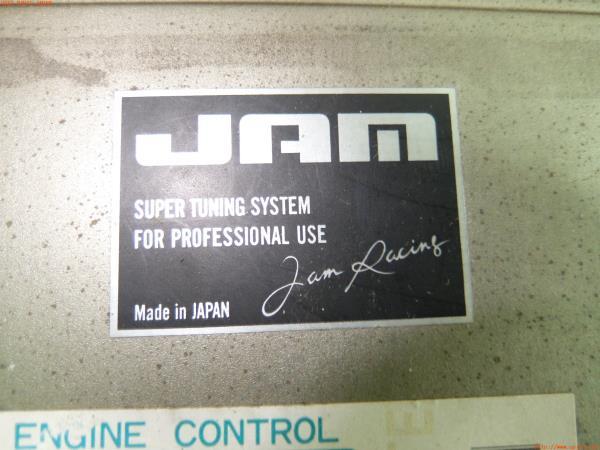 JAM
SUPER TUNING SYSTEM
FOR PROFESSIONAL USE
Jam Racing
Made in JAPAN
ENGINE CONTROL